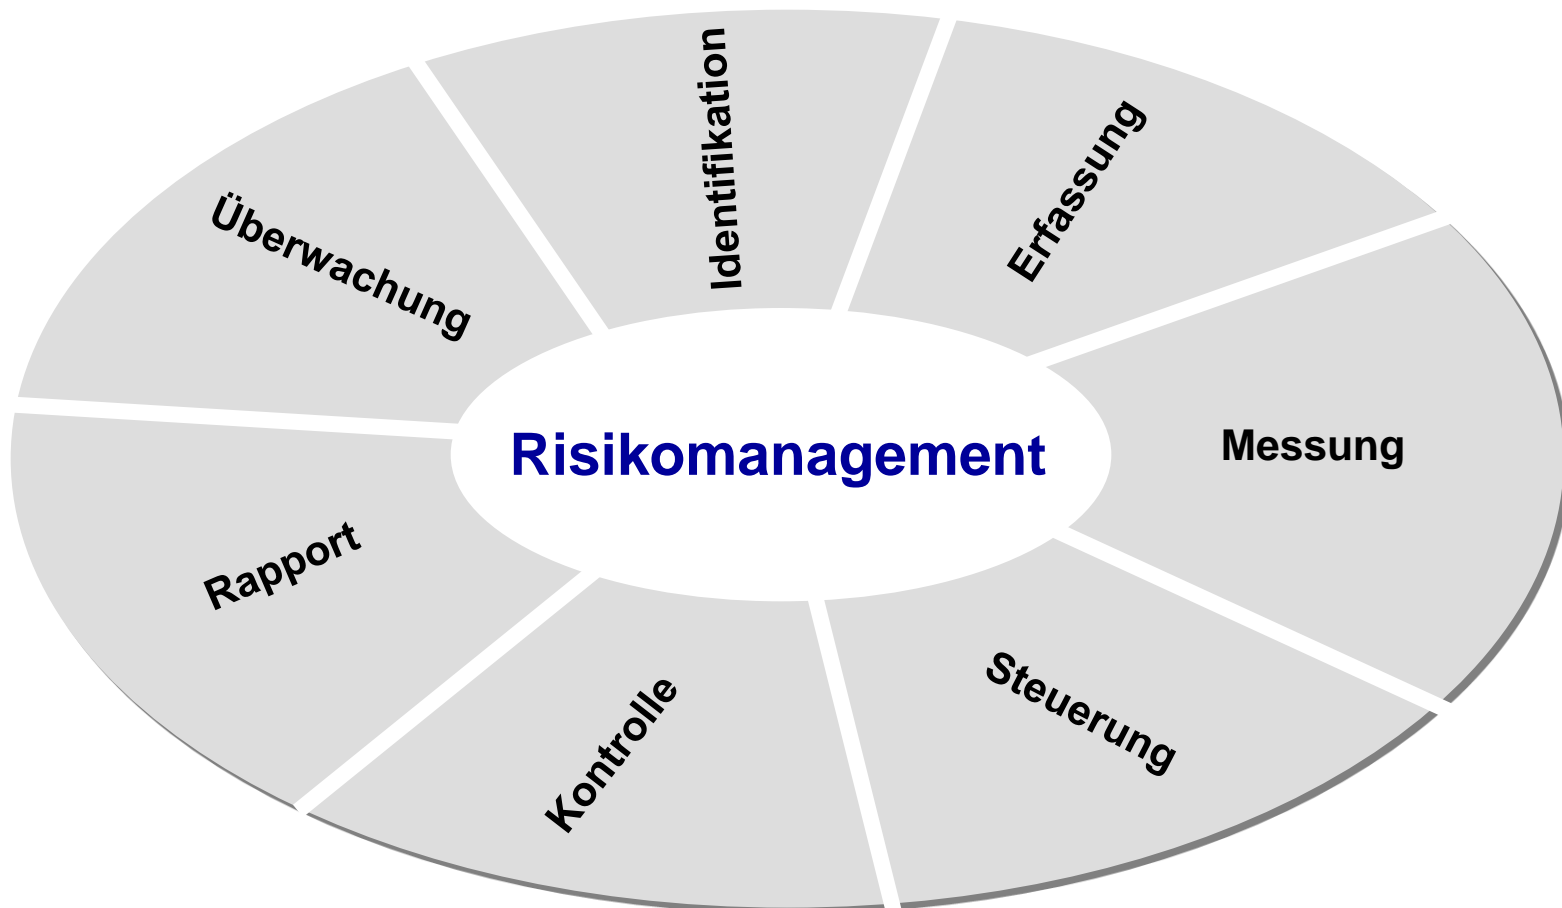 Identifikation
Erfassung
Messung
Steuerung
Kontrolle
Rapport
Überwachung
Risikomanagement